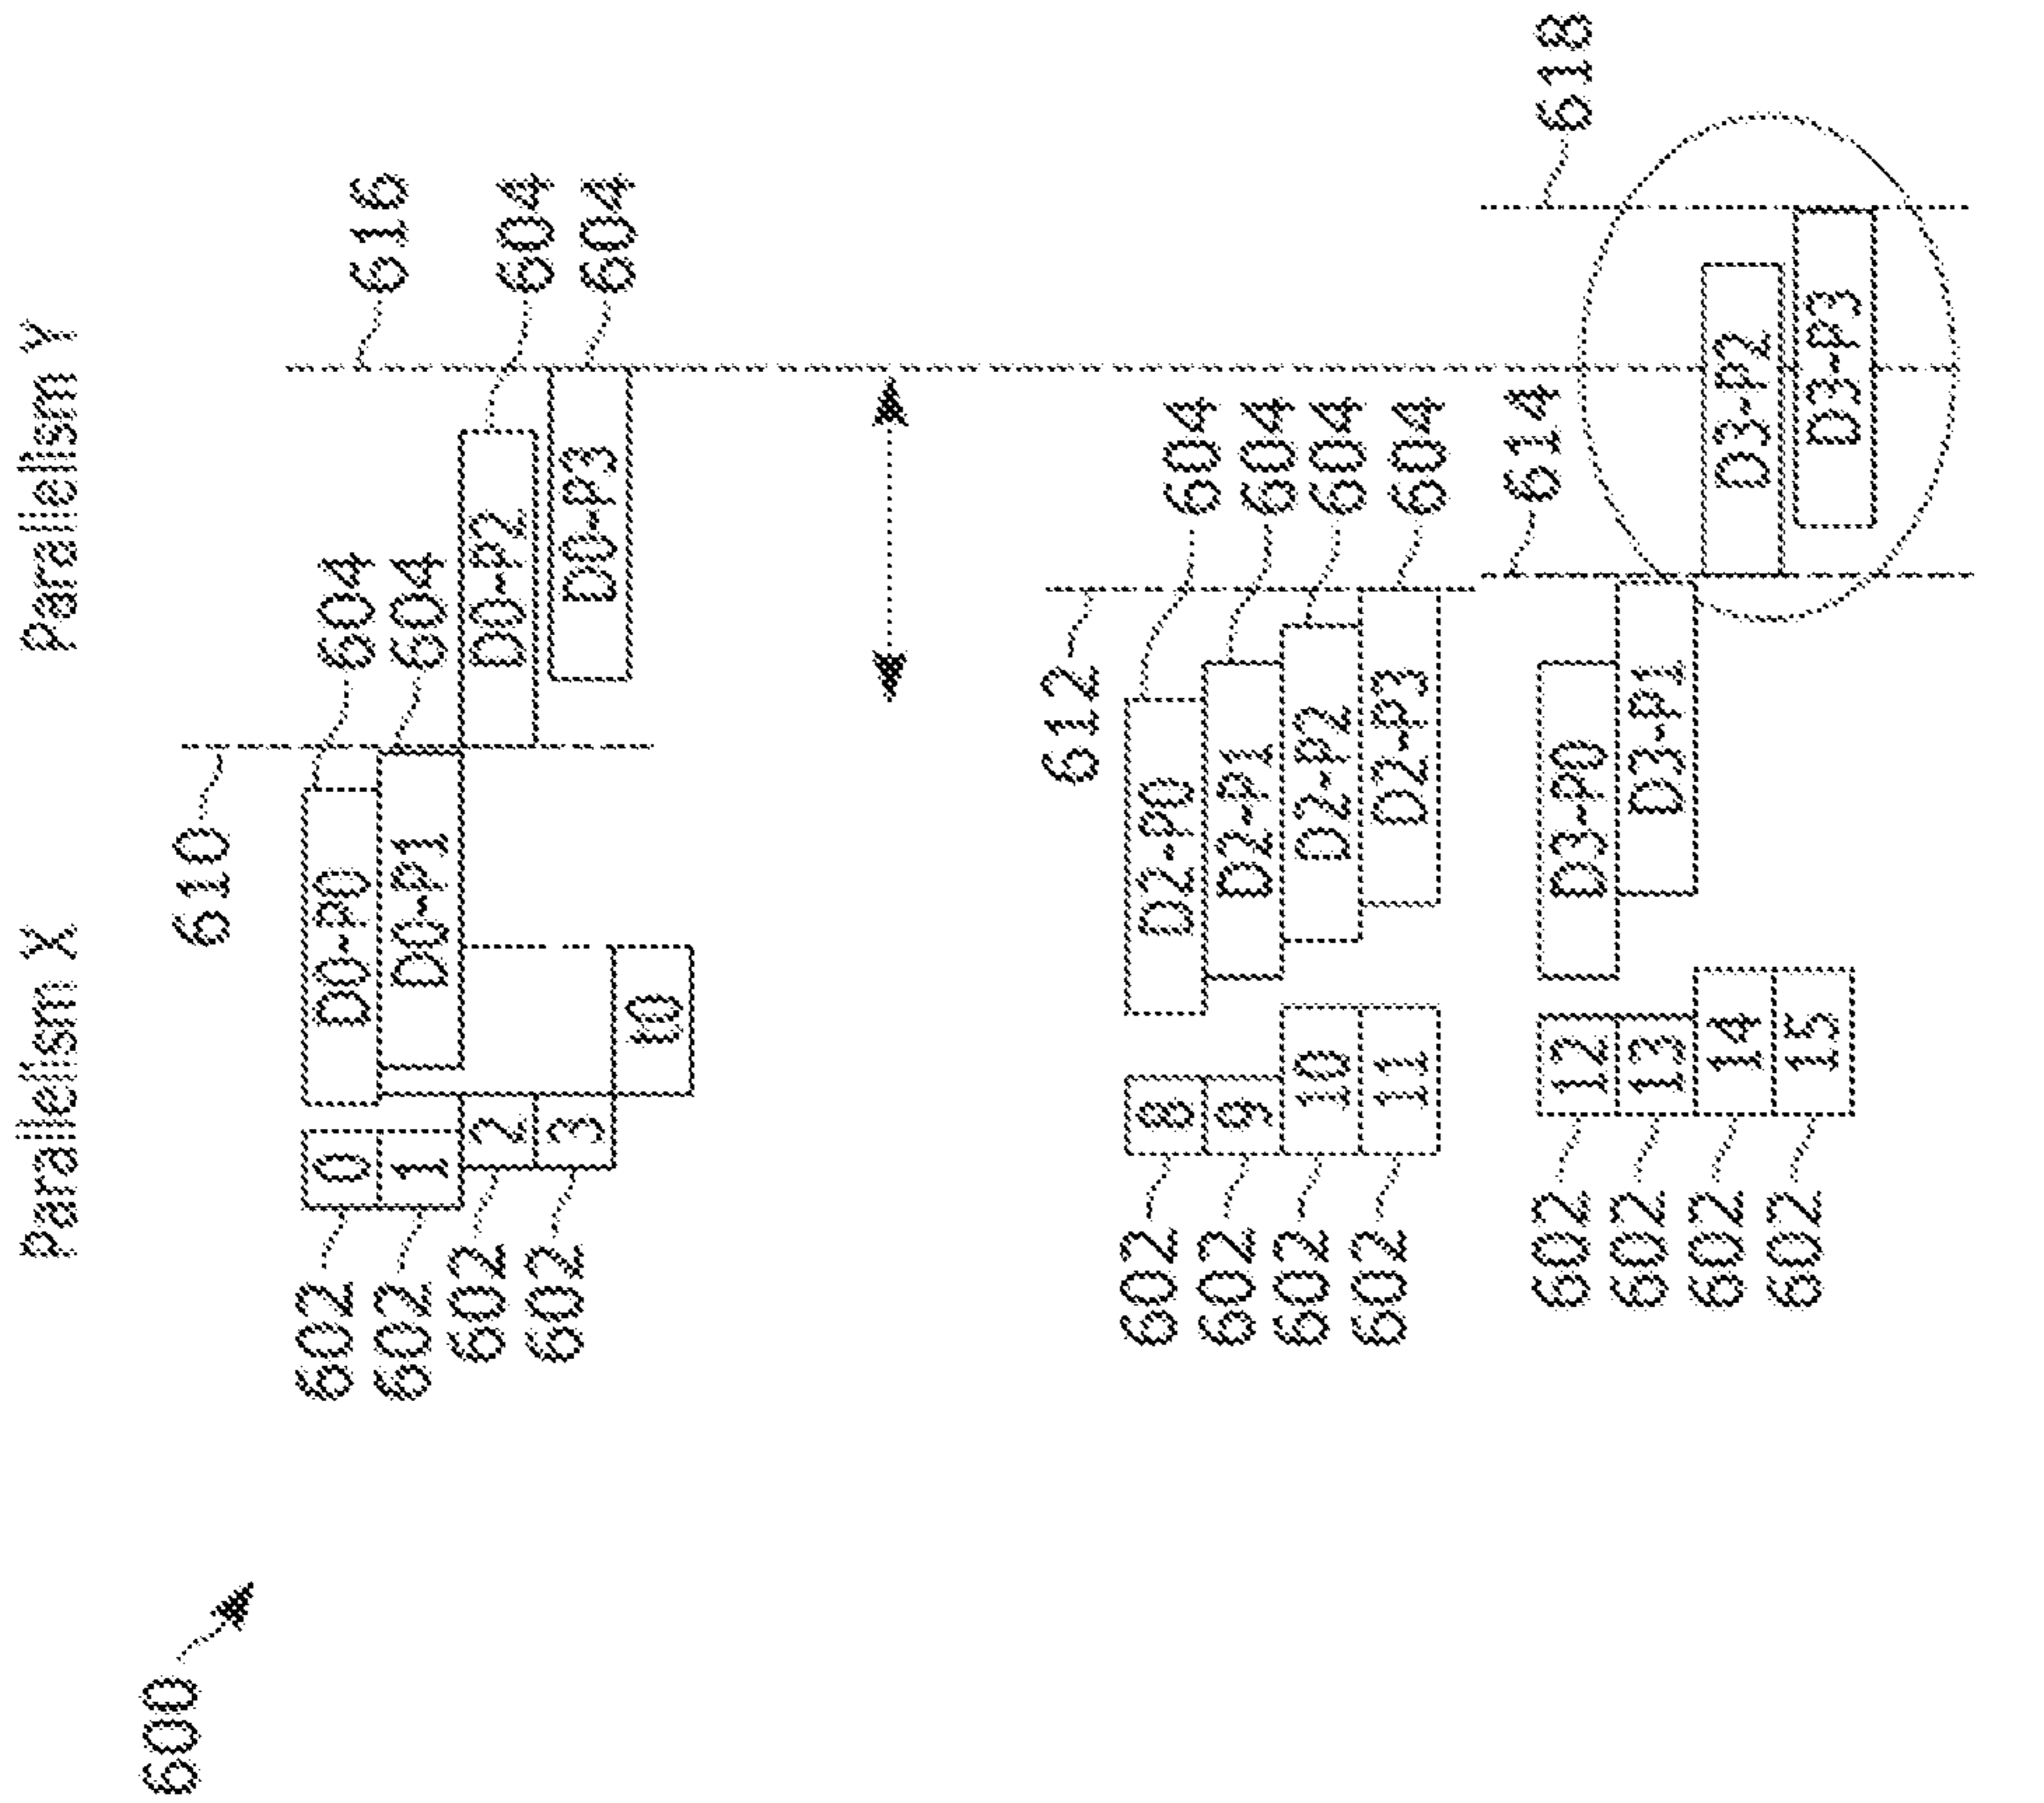 Parallelism X Parallelism Y
600
610
602 0 D0-P0 604 616
602 1 D0-P1 604
602 2 D0-P2 604
602 3 D0-P3 604
10
612
602 8 D2-P0 604
602 9 D2-P1 604
602 10 D2-P2 604
602 11 D2-P3 604
614 618
602 12 D3-P0
602 13 D3-P1
602 14 D3-P2
602 15 D3-P3